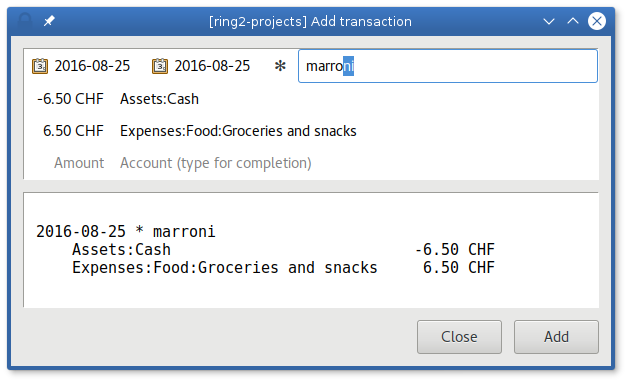 [ring2-projects] Add transaction
2016-08-25 2016-08-25 * marroni
-6.50 CHF Assets:Cash
6.50 CHF Expenses:Food:Groceries and snacks
Amount Account (type for completion)
2016-08-25 * marroni
Assets:Cash -6.50 CHF
Expenses:Food:Groceries and snacks 6.50 CHF
Close Add